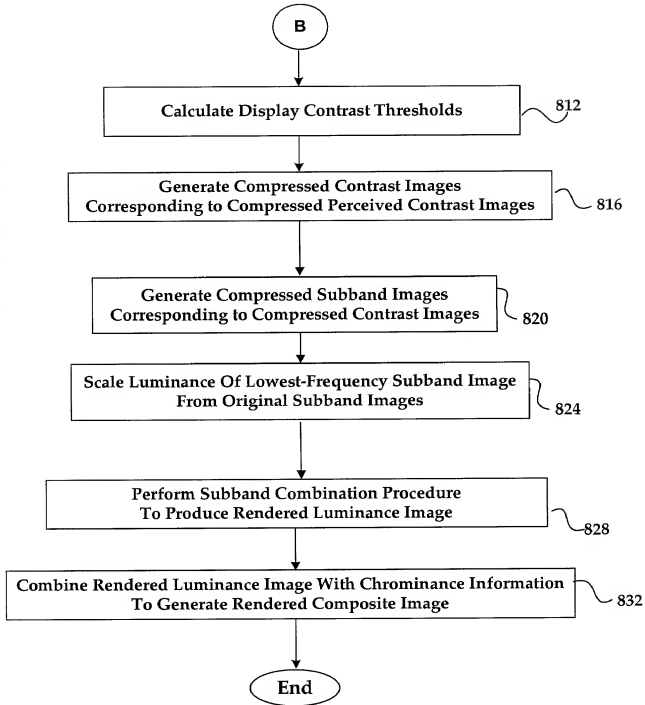 B
Calculate Display Contrast Thresholds
812
Generate Compressed Contrast Images
Corresponding to Compressed Perceived Contrast Images
816
Generate Compressed Subband Images
Corresponding to Compressed Contrast Images
820
Scale Luminance Of Lowest-Frequency Subband Image
From Original Subband Images
824
Perform Subband Combination Procedure
To Produce Rendered Luminance Image
828
Combine Rendered Luminance Image With Chrominance Information
To Generate Rendered Composite Image
832
End